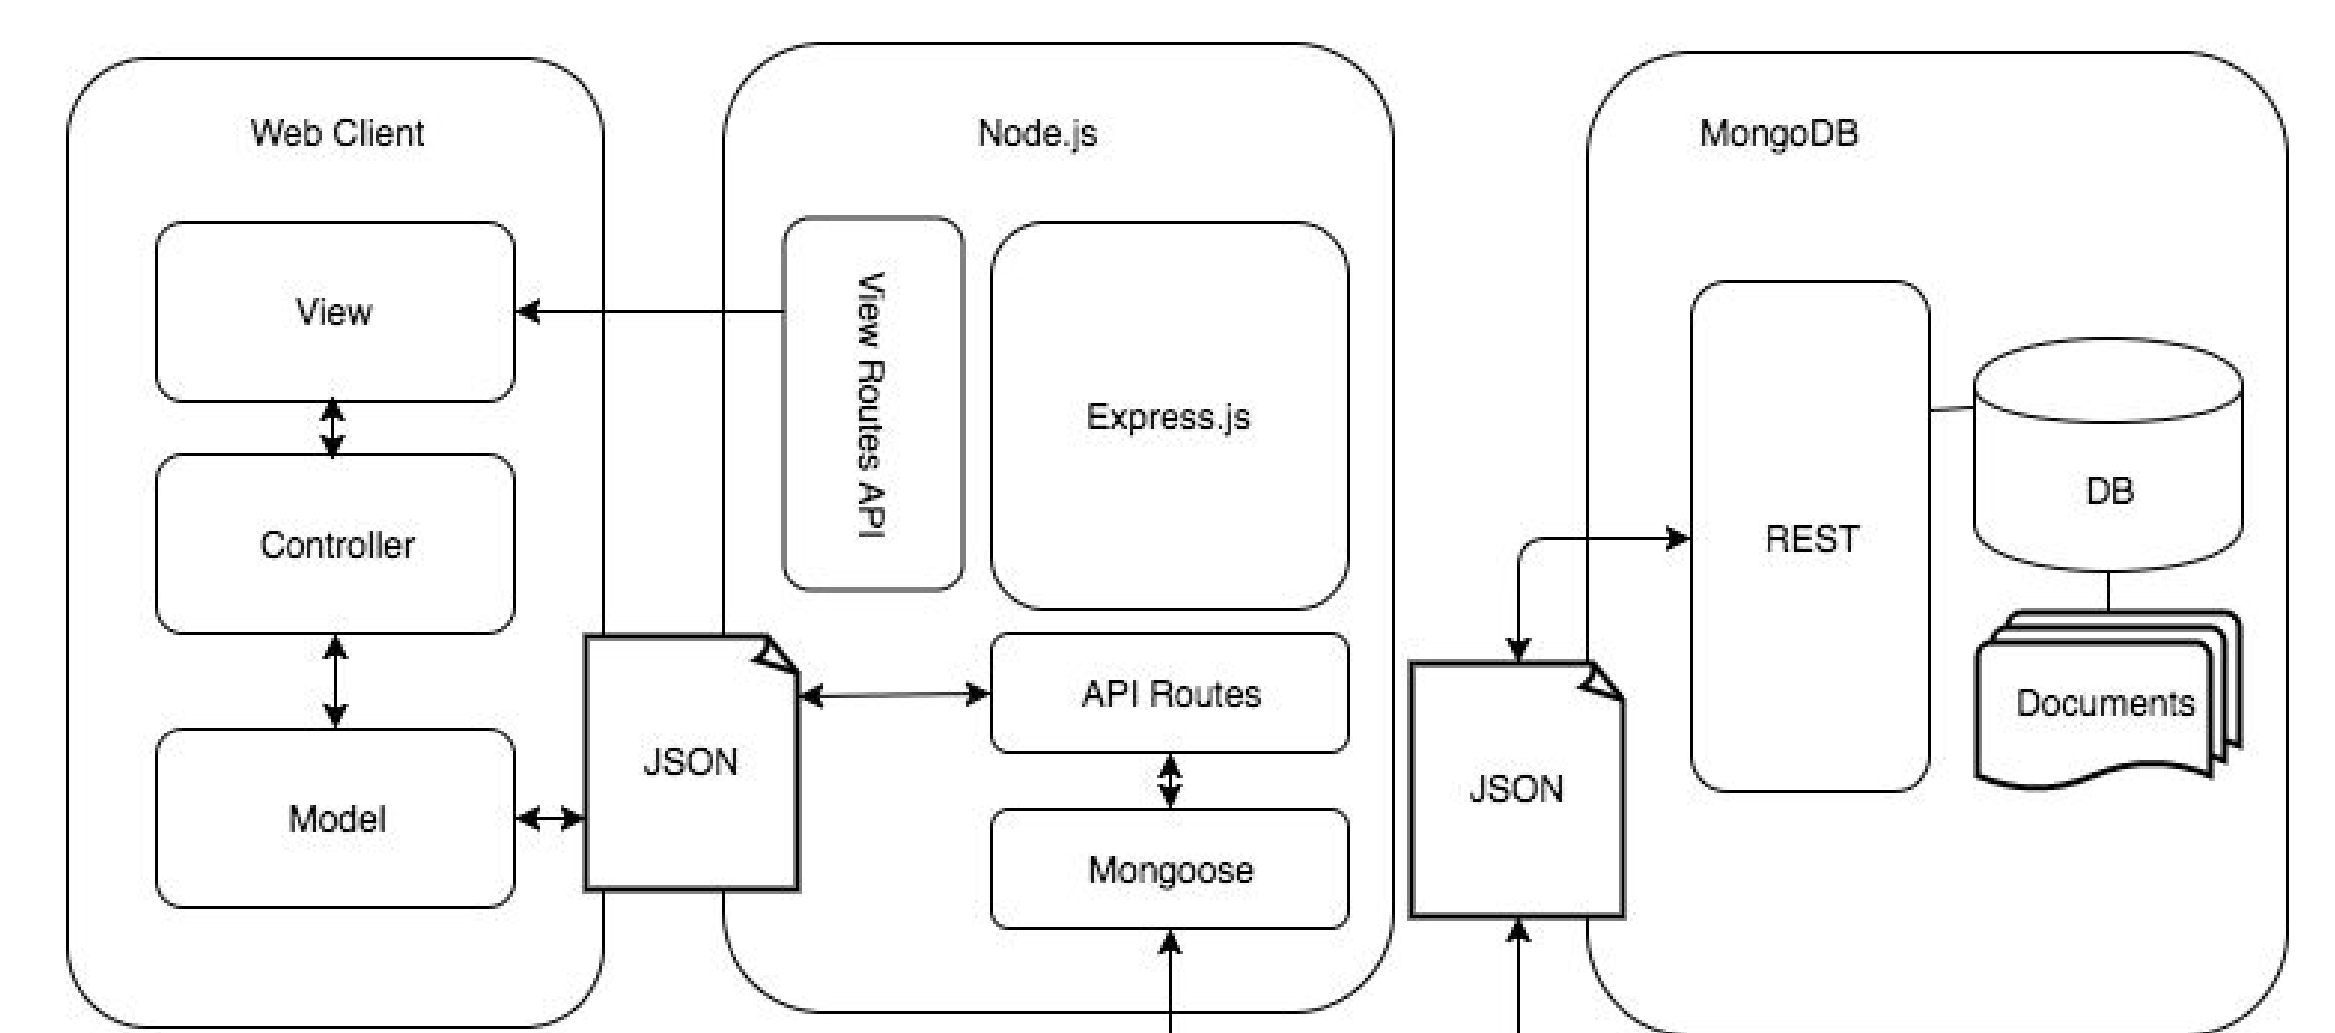 Web Client
View
Controller
Model
JSON
Node.js
View Routes API
Express.js
API Routes
Mongoose
JSON
MongoDB
REST
DB
Documents